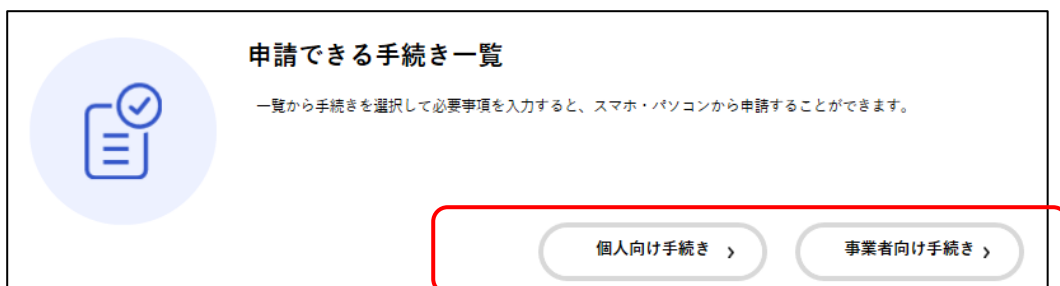 申請できる手続き一覧
一覧から手続きを選択して必要事項を入力すると、スマホ・パソコンから申請することができます。
個人向け手続き ›
事業者向け手続き ›